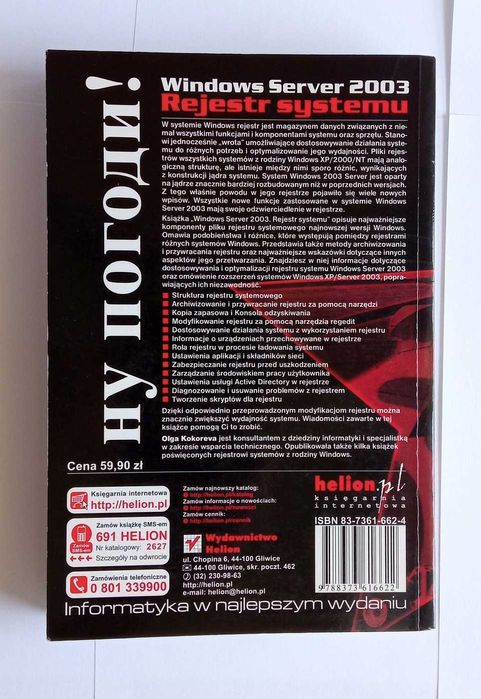 ну погоди!
Windows Server 2003
Rejestr systemu
W systemie Windows rejestr jest magazynem danych związanych z nie-
mal wszystkimi funkcjami i komponentami systemu oraz sprzętu. Stano-
wi jednocześnie „wrota” umożliwiające dostosowywanie działania syste-
mu do różnych potrzeb i optymalizowanie jego wydajności. Pliki rejes-
trów wszystkich systemów z rodziny Windows XP/2000/NT mają analo-
giczną strukturę, ale istnieje między nimi sporo różnic, wynikających
z konstrukcji jądra systemu. System Windows 2003 Server jest oparty
na jądrze znacznie bardziej rozbudowanym niż w poprzednich wersjach.
Z tego właśnie powodu w jego rejestrze pojawiło się wiele nowych
wpisów. Wszystkie nowe funkcje zastosowane w systemie Windows
Server 2003 mają swoje odzwierciedlenie w rejestrze.
Książka „Windows Server 2003. Rejestr systemu” opisuje najważniejsze
komponenty pliku rejestru systemowego najnowszej wersji Windows.
Omawia podobieństwa i różnice, które występują pomiędzy rejestrami
różnych systemów Windows. Przedstawia także metody archiwizowania
i przywracania rejestru oraz najważniejsze wskazówki dotyczące innych
aspektów jego przetwarzania. Znajdziesz w niej informacje dotyczące
dostosowywania i optymalizacji rejestru systemu Windows Server 2003
oraz omówienie rozszerzeń systemów Windows XP/Server 2003, popra-
wiających ich niezawodność.
Struktura rejestru systemowego
Archiwizowanie i przywracanie rejestru za pomocą narzędzi
Kopia zapasowa i Konsola odzyskiwania
Modyfikowanie rejestru za pomocą narzędzia regedit
Dostosowywanie działania systemu z wykorzystaniem rejestru
Informacje o urządzeniach przechowywane w rejestrze
Rola rejestru w procesie ładowania systemu
Ustawienia aplikacji i składników sieci
Zabezpieczanie rejestru przed uszkodzeniem
Zarządzanie środowiskiem pracy użytkownika
Ustawienia usługi Active Directory w rejestrze
Diagnozowanie i usuwanie problemów z rejestrem
Tworzenie skryptów dla rejestru
Dzięki odpowiednio przeprowadzonym modyfikacjom rejestru można
znacznie zwiększyć wydajność systemu. Wiadomości zawarte w tej
książce pomogą Ci to zrobić.
Olga Kokoreva jest konsultantem z dziedziny informatyki i specjalistką
w zakresie wsparcia technicznego. Opublikowała także kilka książek
poświęconych rejestrowi systemów z rodziny Windows.
Cena 59,90 zł
Księgarnia internetowa
http://helion.pl
Zamów książkę SMS-em
Zamów
SMS-em
691 HELION
Nr katalogowy: 2627
Szczegóły na odwrocie
Zamówienia telefoniczne
0 801 339900
Zamów najnowszy katalog:
http://helion.pl/katalog
Zamów informacje o nowościach:
http://helion.pl/nowosci
Zamów cennik:
http://helion.pl/cennik
Wydawnictwo
Helion
ul. Chopina 6, 44-100 Gliwice
44-100 Gliwice, skr. poczt. 462
(32) 230-98-63
http://helion.pl
e-mail: helion@helion.pl
helion.pl
księgarnia
internetowa
ISBN 83-7361-662-4
9 788373 616622
Informatyka w najlepszym wydaniu